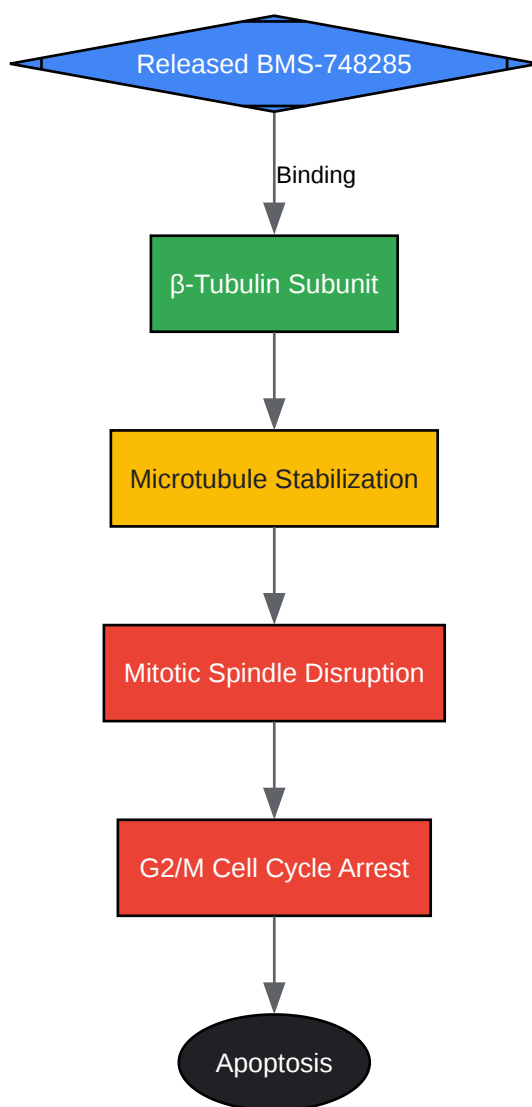 Released BMS-748285
Binding
β-Tubulin Subunit
Microtubule Stabilization
Mitotic Spindle Disruption
G2/M Cell Cycle Arrest
Apoptosis